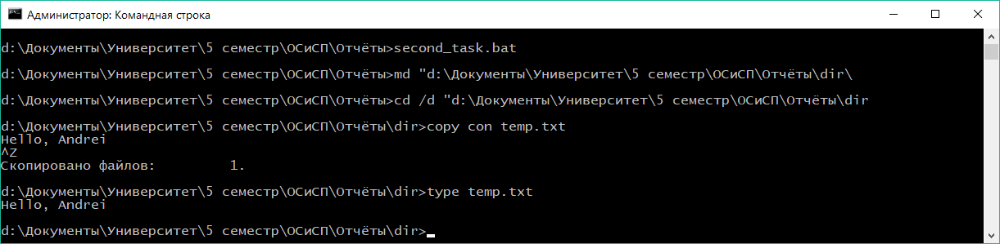 Администратор: Командная строка
d:\Документы\Университет\5 семестр\ОСиСП\Отчёты>second_task.bat
d:\Документы\Университет\5 семестр\ОСиСП\Отчёты>md "d:\Документы\Университет\5 семестр\ОСиСП\Отчёты\dir\
d:\Документы\Университет\5 семестр\ОСиСП\Отчёты>cd /d "d:\Документы\Университет\5 семестр\ОСиСП\Отчёты\dir
d:\Документы\Университет\5 семестр\ОСиСП\Отчёты\dir>copy con temp.txt
Hello, Andrei
^Z
Скопировано файлов:         1.
d:\Документы\Университет\5 семестр\ОСиСП\Отчёты\dir>type temp.txt
Hello, Andrei
d:\Документы\Университет\5 семестр\ОСиСП\Отчёты\dir>